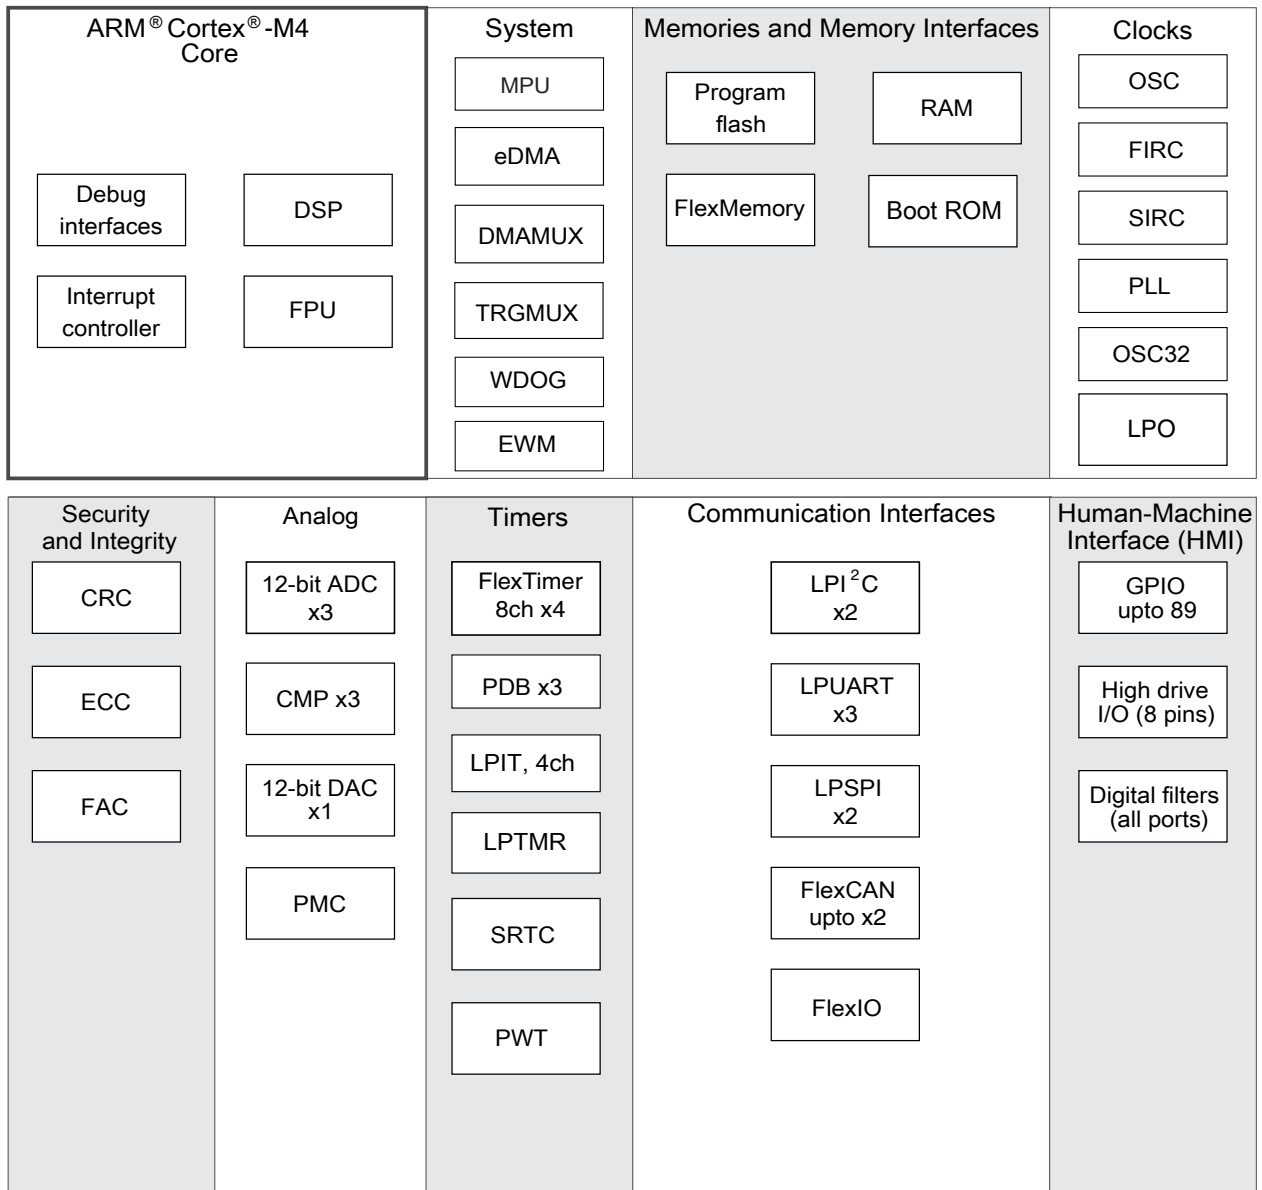 ARM® Cortex®-M4
Core
Debug
interfaces
DSP
Interrupt
controller
FPU
System
MPU
eDMA
DMAMUX
TRGMUX
WDOG
EWM
Memories and Memory Interfaces
Program
flash
RAM
FlexMemory
Boot ROM
Clocks
OSC
FIRC
SIRC
PLL
OSC32
LPO
Security
and Integrity
CRC
ECC
FAC
Analog
12-bit ADC
x3
CMP x3
12-bit DAC
x1
PMC
Timers
FlexTimer
8ch x4
PDB x3
LPIT, 4ch
LPTMR
SRTC
PWT
Communication Interfaces
LPI²C
x2
LPUART
x3
LPSPI
x2
FlexCAN
upto x2
FlexIO
Human-Machine
Interface (HMI)
GPIO
upto 89
High drive
I/O (8 pins)
Digital filters
(all ports)